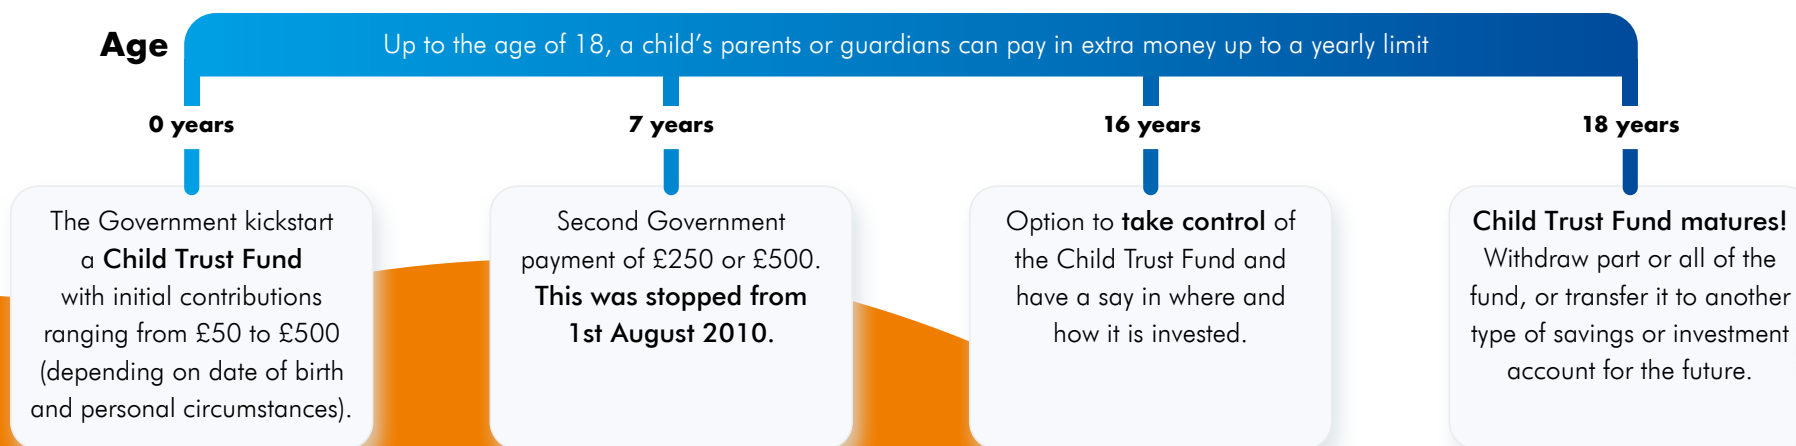 Age
Up to the age of 18, a child's parents or guardians can pay in extra money up to a yearly limit
0 years
The Government kickstart
a Child Trust Fund
with initial contributions
ranging from £50 to £500
(depending on date of birth
and personal circumstances).
7 years
Second Government
payment of £250 or £500.
This was stopped from
1st August 2010.
16 years
Option to take control of
the Child Trust Fund and
have a say in where and
how it is invested.
18 years
Child Trust Fund matures!
Withdraw part or all of the
fund, or transfer it to another
type of savings or investment
account for the future.